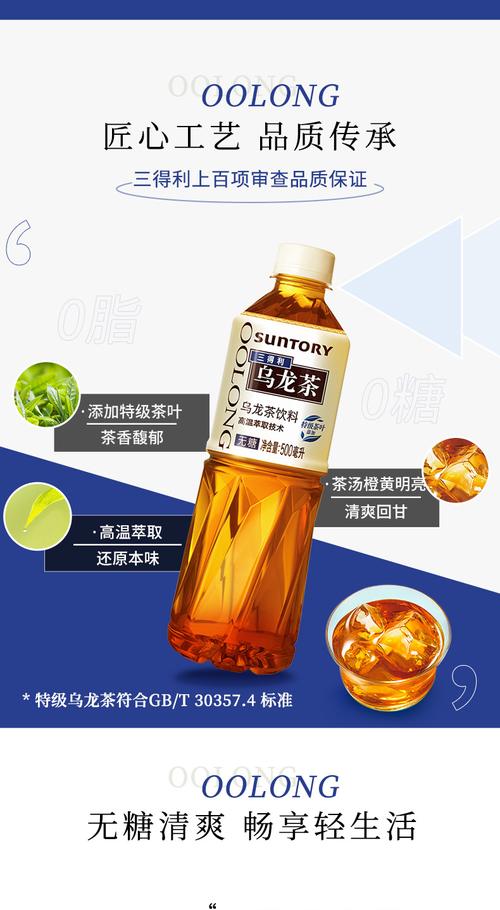 OOLONG
OOLONG
匠心工艺 品质传承
三得利上百项审查品质保证
0脂
SUNTORY
三得利
乌龙茶
OOLONG
乌龙茶饮料
高温萃取技术
特级茶叶
添加
无糖 净含量:500毫升
0糖
·添加特级茶叶
茶香馥郁
·茶汤橙黄明亮
清爽回甘
·高温萃取
还原本味
*特级乌龙茶符合GB/T 30357.4 标准
OOLONG
OOLONG
无糖清爽 畅享轻生活
“